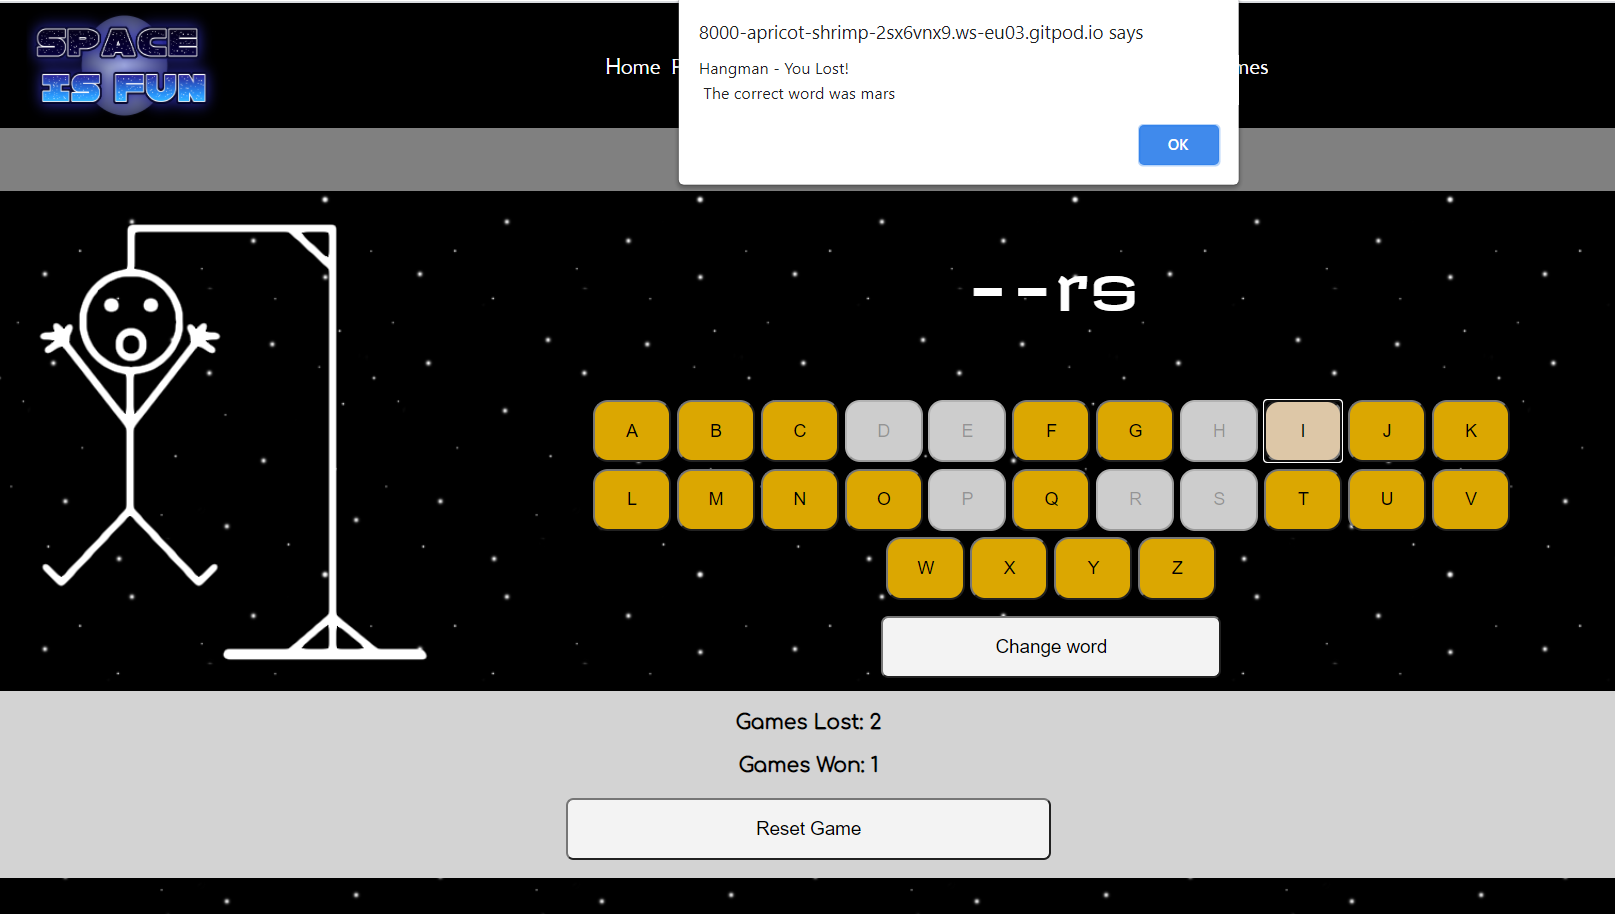 SPACE
IS FUN
Home
8000-apricot-shrimp-2sx6vnx9.ws-eu03.gitpod.io says
Hangman - You Lost!
The correct word was mars
OK
--rs
A B C D E F G H I J K
L M N O P Q R S T U V
W X Y Z
Change word
Games Lost: 2
Games Won: 1
Reset Game